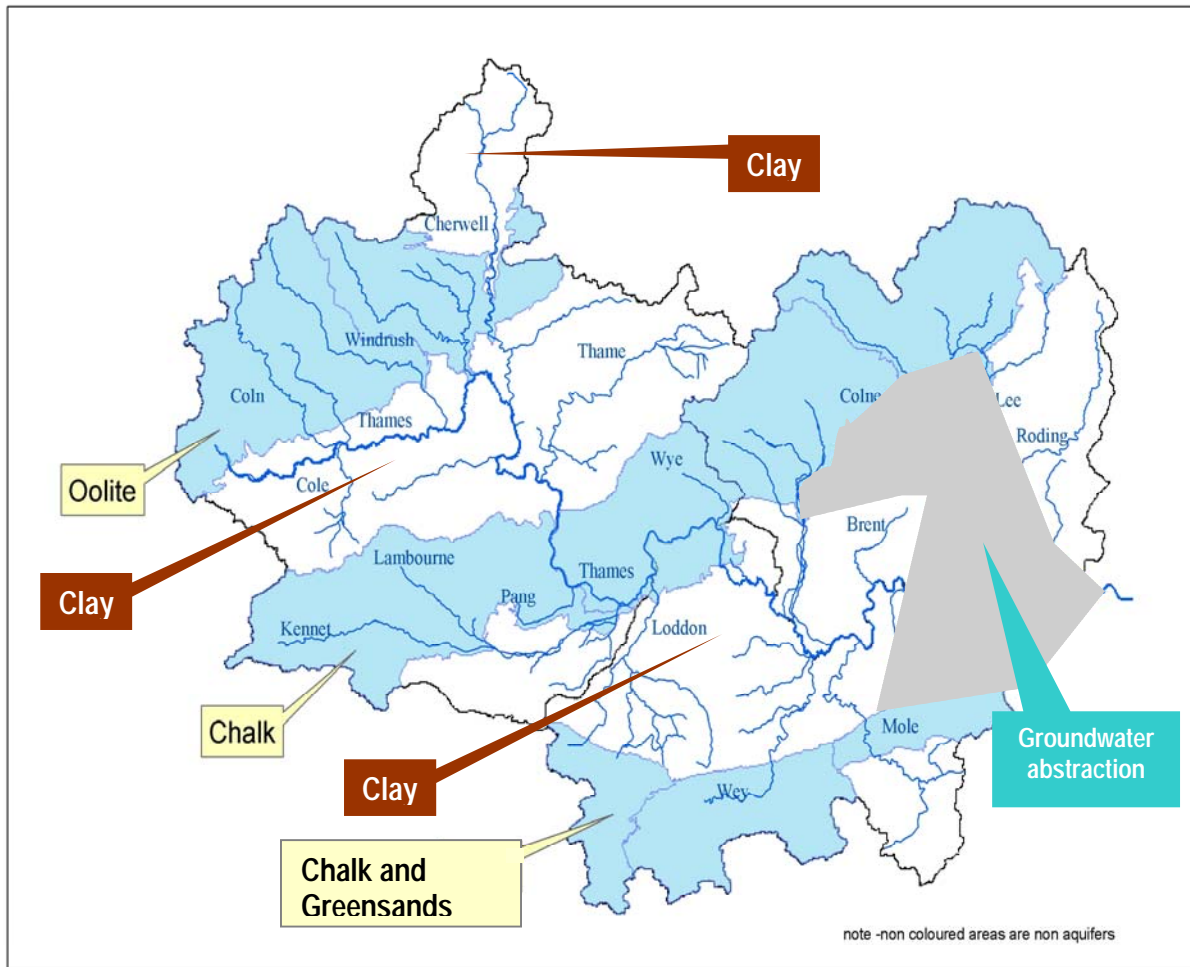 Clay
Cherwell
Windrush
Thame
Coln
Thames
Colne
Lee
Roding
Oolite
Cole
Wye
Brent
Lambourne
Thames
Clay
Pang
Kennet
Loddon
Chalk
Mole
Groundwater
abstraction
Clay
Wey
Chalk and
Greensands
note -non coloured areas are non aquifers